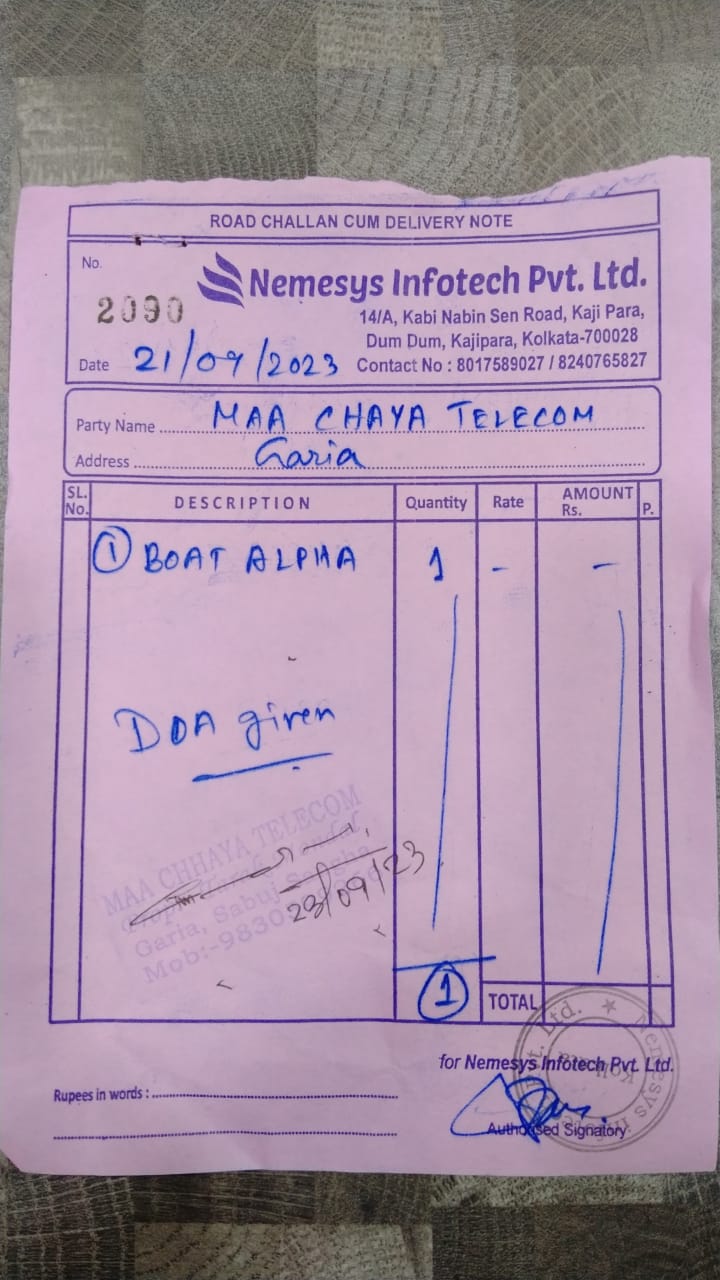 ROAD CHALLAN CUM DELIVERY NOTE
No.
2090
Nemesys Infotech Pvt. Ltd.
14/A, Kabi Nabin Sen Road, Kaji Para,
Dum Dum, Kajipara, Kolkata-700028
Date 21/09/2023 Contact No : 8017589027 / 8240765827
Party Name MAA CHAYA TELECOM
Address Garia
SL. No. DESCRIPTION Quantity Rate AMOUNT Rs. P.
① BOAT ALPHA 1 - -
DOA given
MAA CHHAYA TELECOM
Garia, Sabuj
Mob:-9830
23/09/23
1 TOTAL
for Nemesys Infotech Pvt. Ltd.
Rupees in words :
Authorised Signatory
Nemesys Pvt. Ltd.